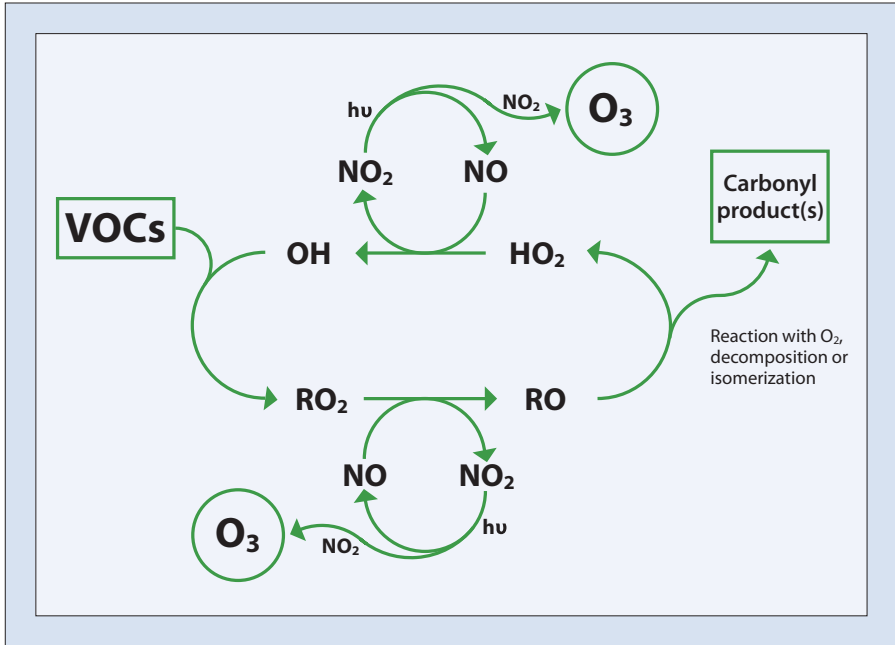 hυ
NO₂
O₃
NO₂
NO
Carbonyl
product(s)
VOCs
OH
HO₂
Reaction with O₂,
decomposition or
isomerization
RO₂
RO
NO
NO₂
O₃
NO₂
hυ